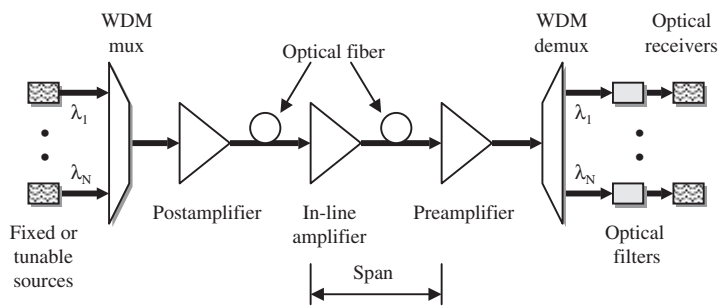 WDM
mux
Optical fiber
WDM
demux
Optical
receivers
λ1
λN
λ1
λN
Postamplifier
In-line
amplifier
Preamplifier
Fixed or
tunable
sources
Optical
filters
Span